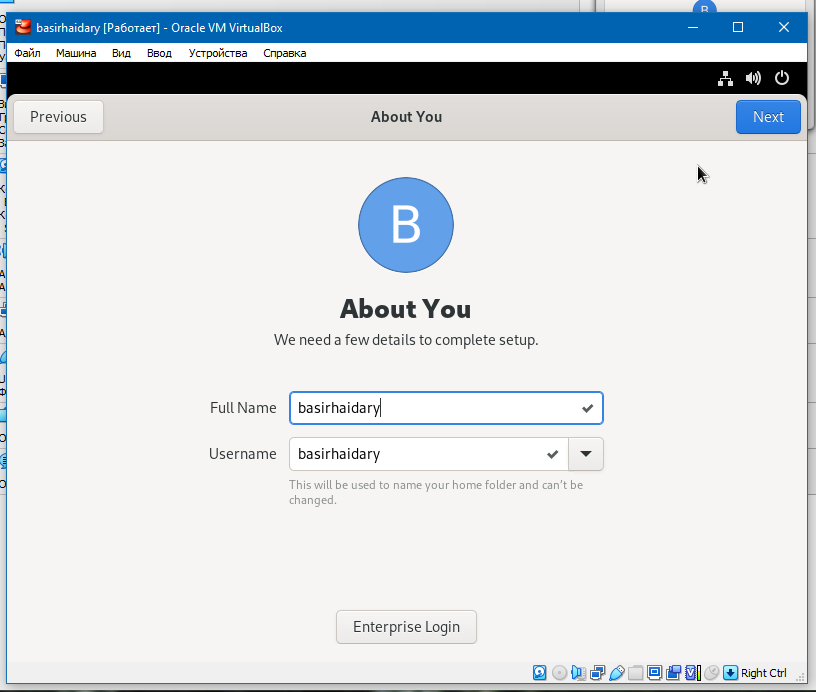 B
basirhaidary [Работает] - Oracle VM VirtualBox
Файл Машина Вид Ввод Устройства Справка
Previous
About You
Next
B
About You
We need a few details to complete setup.
Full Name basirhaidary
Username basirhaidary
This will be used to name your home folder and can't be
changed.
Enterprise Login
Right Ctrl